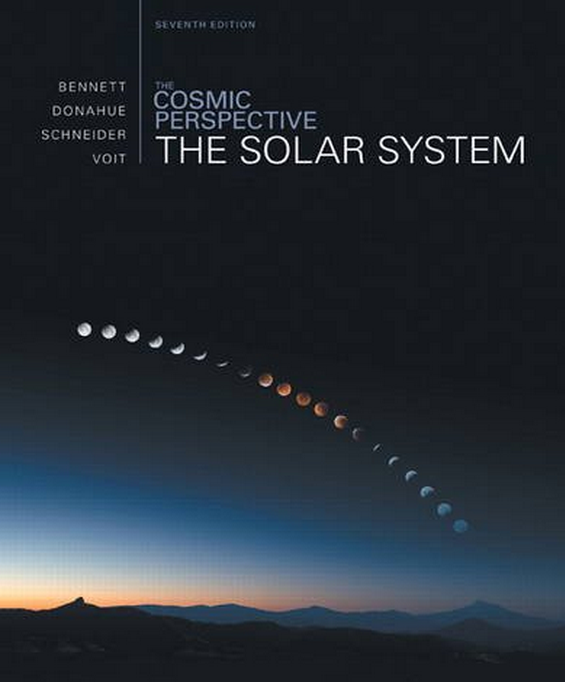 SEVENTH EDITION
BENNETT
DONAHUE
SCHNEIDER
VOIT
THE
COSMIC
PERSPECTIVE
THE SOLAR SYSTEM